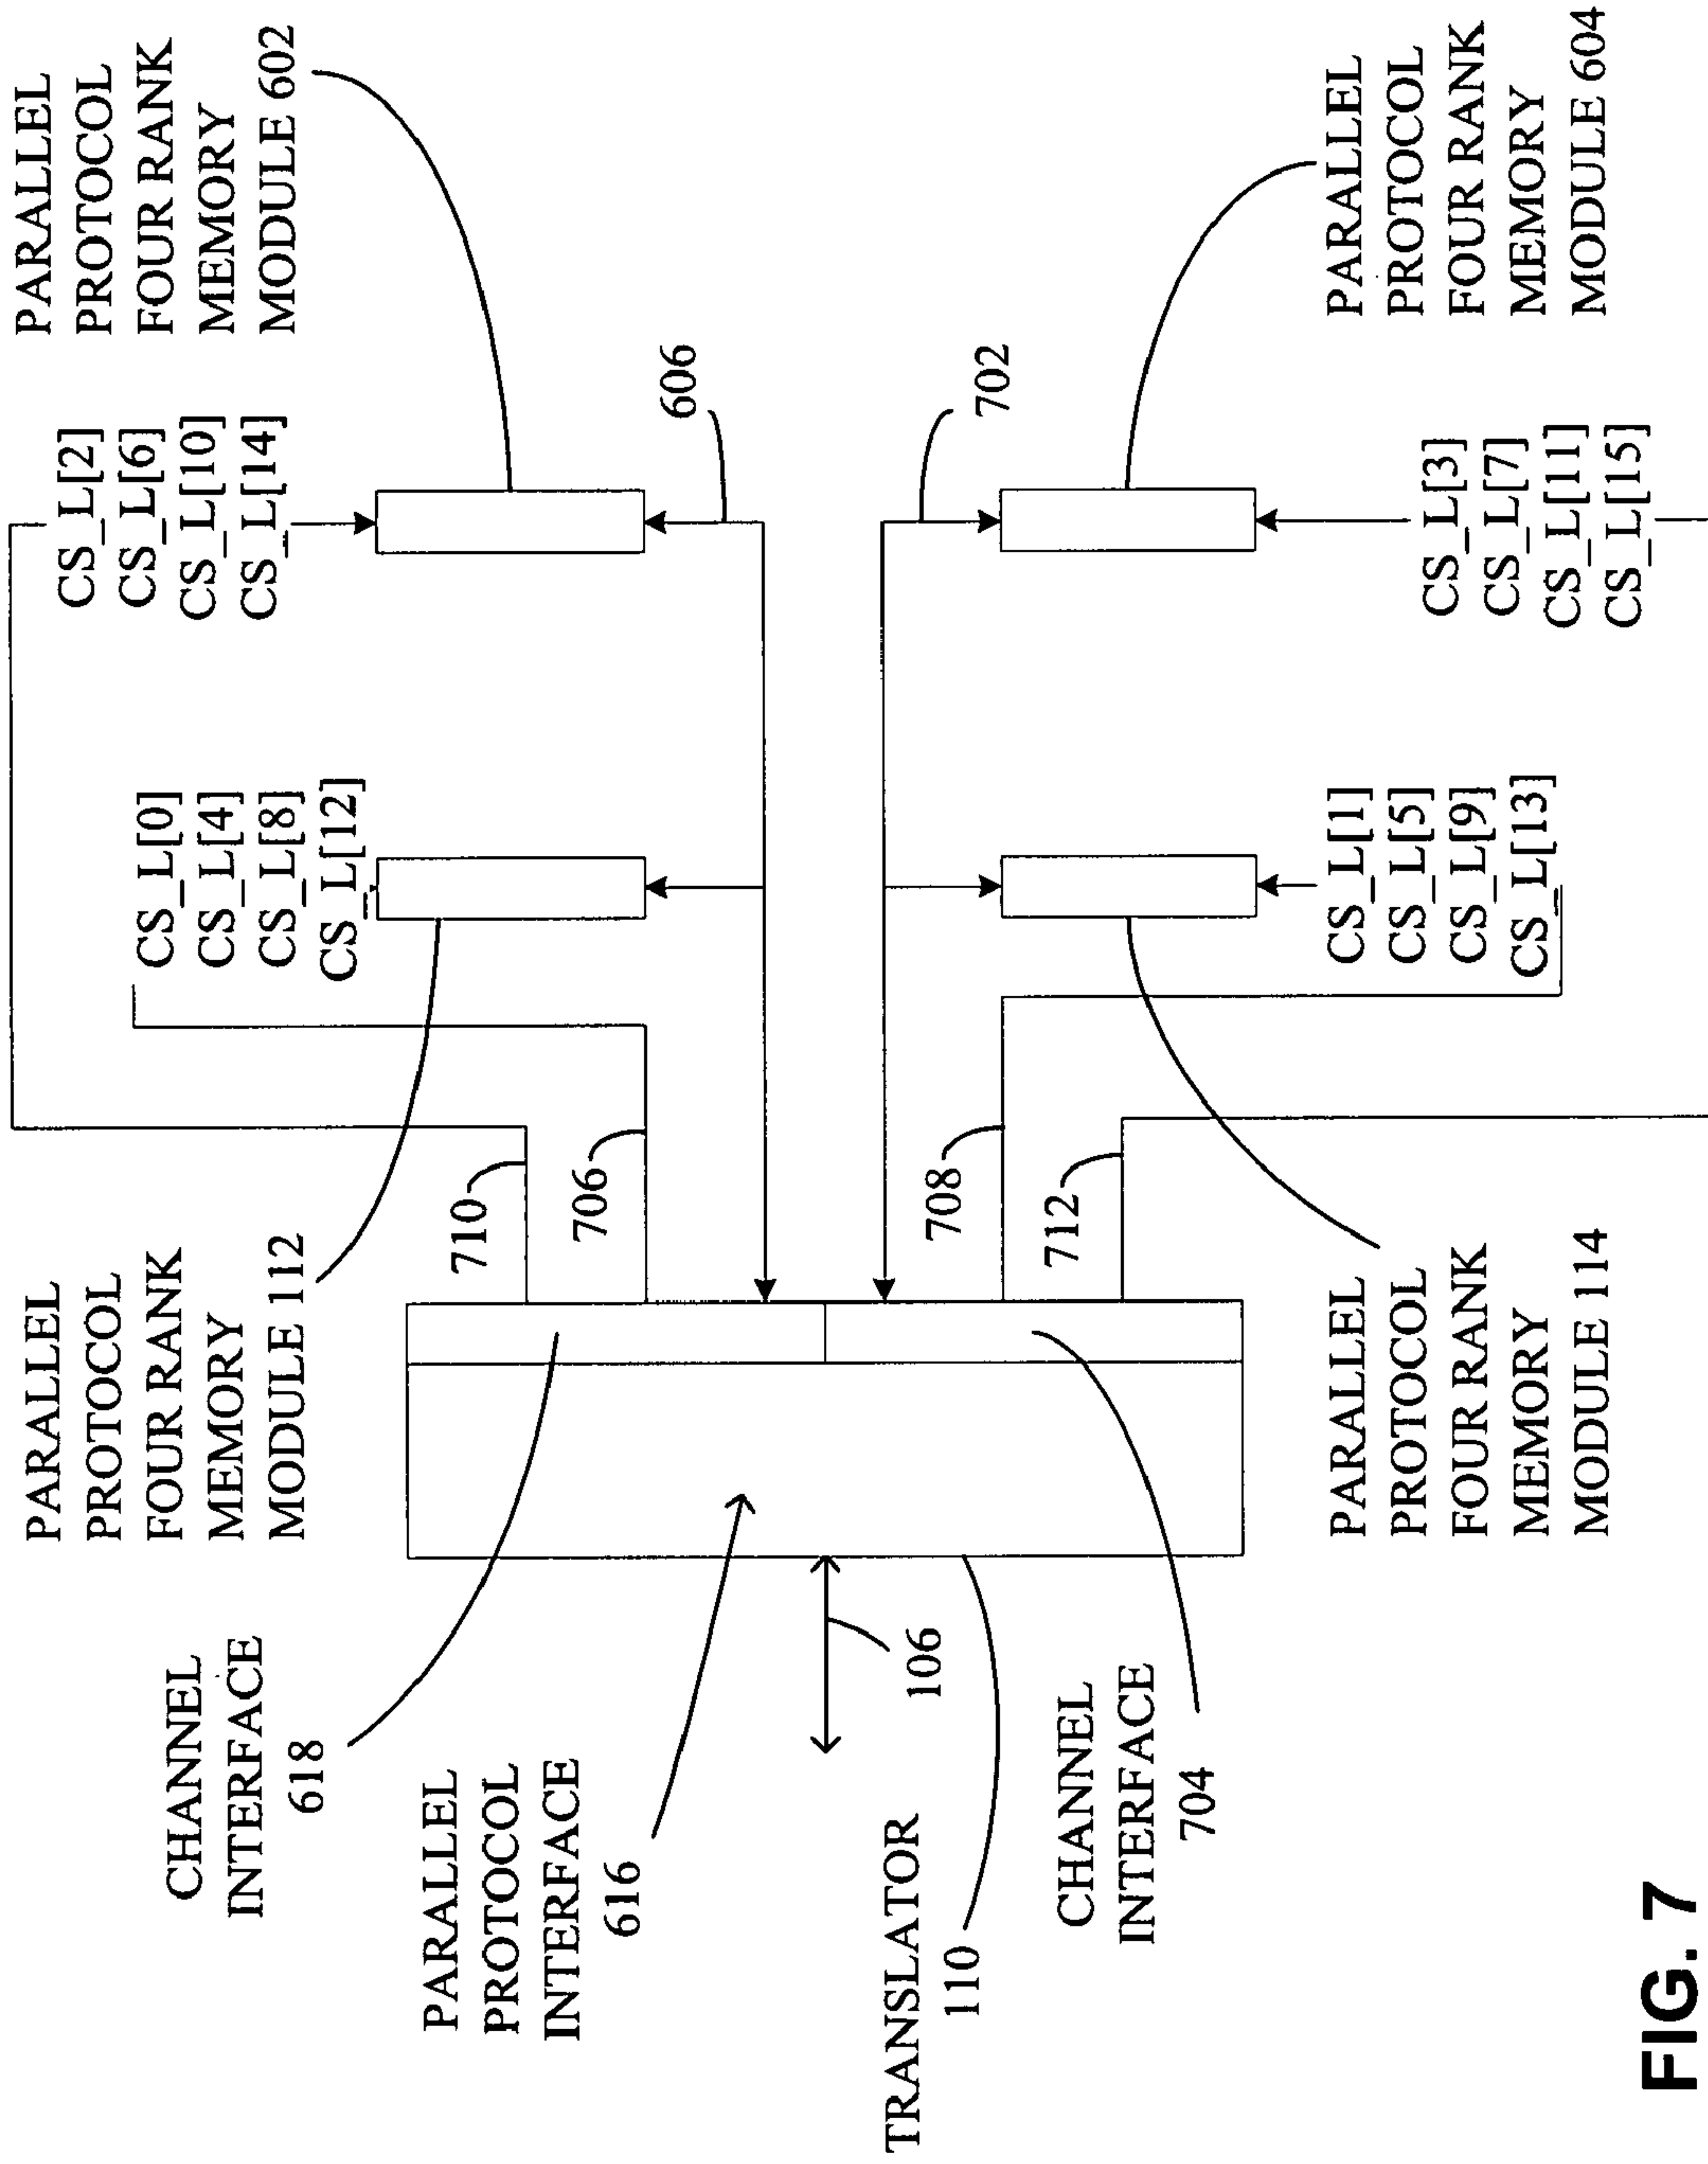 PARALLEL
PROTOCOL
FOUR RANK
MEMORY
MODULE 112
PARALLEL
PROTOCOL
FOUR RANK
MEMORY
MODULE 602
CS_L[2]
CS_L[6]
CS_L[10]
CS_L[14]
CS_L[0]
CS_L[4]
CS_L[8]
CS_L[12]
CHANNEL
INTERFACE
618
710
706
606
PARALLEL
PROTOCOL
INTERFACE
616
TRANSLATOR
110
106
708
702
712
CHANNEL
INTERFACE
704
PARALLEL
PROTOCOL
FOUR RANK
MEMORY
MODULE 114
CS_L[1]
CS_L[5]
CS_L[9]
CS_L[13]
CS_L[3]
CS_L[7]
CS_L[11]
CS_L[15]
PARALLEL
PROTOCOL
FOUR RANK
MEMORY
MODULE 604
FIG. 7